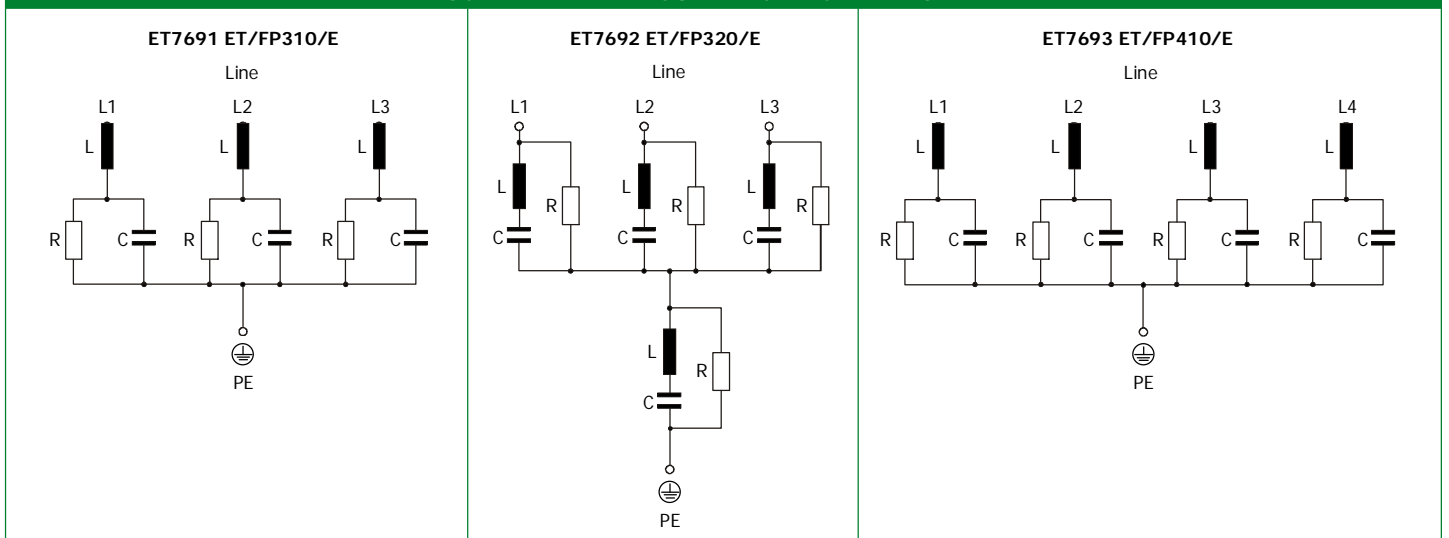 ET7691 ET/FP310/E
Line
L1 L2 L3
L L L
R C R C R C
PE
ET7692 ET/FP320/E
Line
L1 L2 L3
L R L R L R
C C C
L R
C
PE
ET7693 ET/FP410/E
Line
L1 L2 L3 L4
L L L L
R C R C R C R C
PE